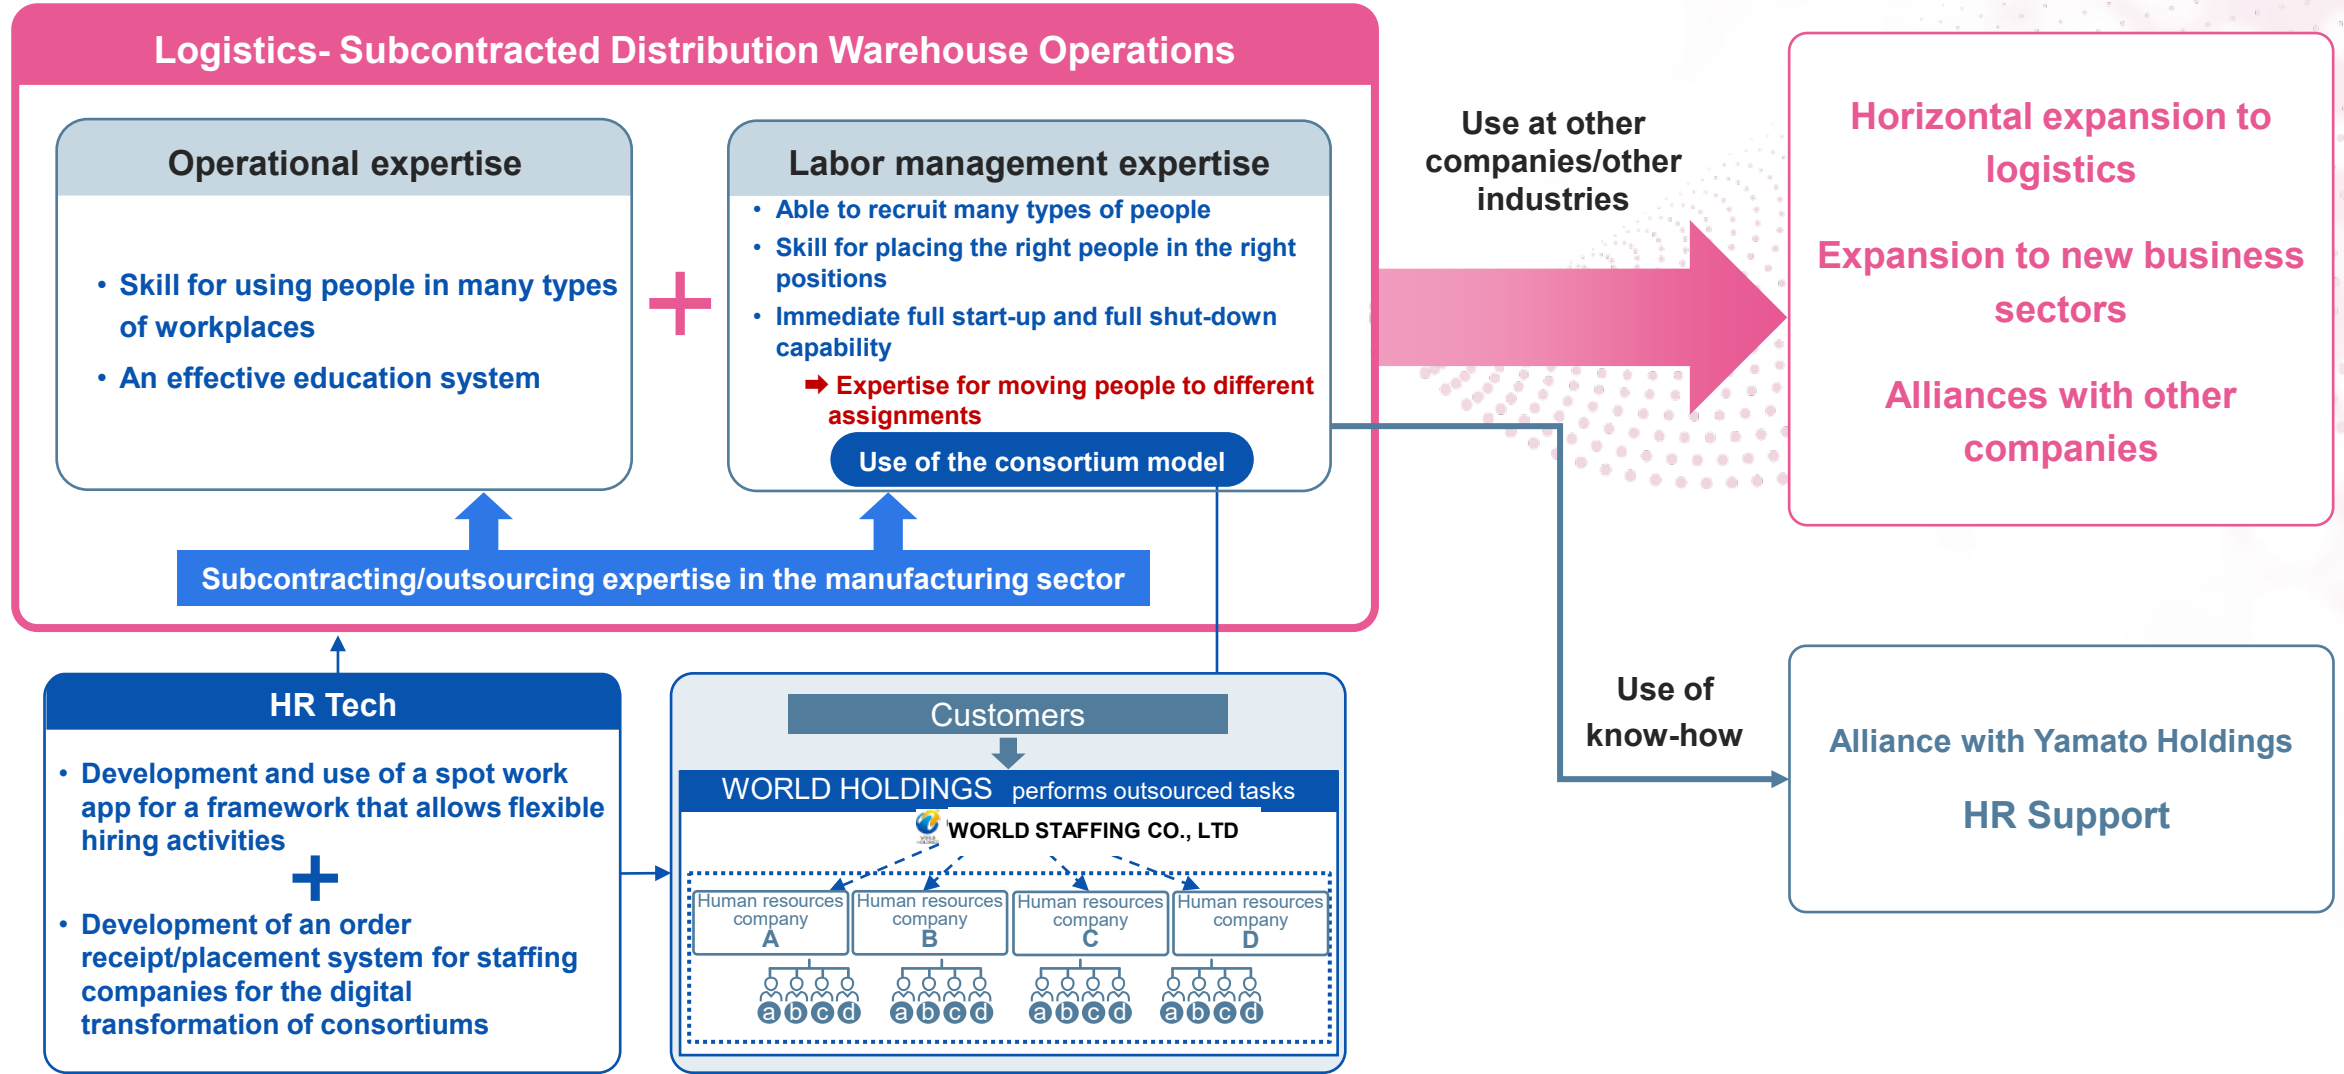 Logistics- Subcontracted Distribution Warehouse Operations
Operational expertise
• Skill for using people in many types
of workplaces
• An effective education system
+
Labor management expertise
• Able to recruit many types of people
• Skill for placing the right people in the right
positions
• Immediate full start-up and full shut-down
capability
➡ Expertise for moving people to different
assignments
Use of the consortium model
Subcontracting/outsourcing expertise in the manufacturing sector
Use at other
companies/other
industries
Horizontal expansion to
logistics
Expansion to new business
sectors
Alliances with other
companies
HR Tech
• Development and use of a spot work
app for a framework that allows flexible
hiring activities
+
• Development of an order
receipt/placement system for staffing
companies for the digital
transformation of consortiums
Customers
WORLD HOLDINGS performs outsourced tasks
WORLD STAFFING CO., LTD
Human resources
company
A
Human resources
company
B
Human resources
company
C
Human resources
company
D
a b c d
a b c d
a b c d
a b c d
Use of
know-how
Alliance with Yamato Holdings
HR Support